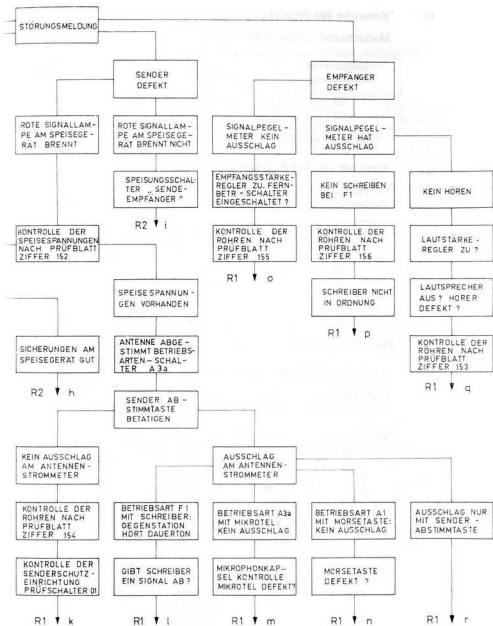 Kontrolle des
STÖRUNGSMELDUNG
SENDER
DEFEKT
EMPFÄNGER
DEFEKT
ROTE SIGNALLAM-
PE AM SPEISEGE-
RAT BRENNT
ROTE SIGNALLAMPE
AM SPEISEGE-
RAT BRENNT NICHT
SIGNALPEGEL-
METER KEIN
AUSSCHLAG
SIGNALPEGEL-
METER HAT
AUSSCHLAG
SPEISUNGSSCHAL-
TER „SENDE-
EMPFÄNGER"
R2 i
EMPFANGSSTÄRKE-
REGLER ZU, FERN-
BETR - SCHALTER
EINGESCHALTET ?
KEIN SCHREIBEN
BEI F1
KEIN HÖREN
KONTROLLE DER
SPEISESPANNUNGEN
NACH PRÜFBLATT
ZIFFER 152
KONTROLLE DER
RÖHREN NACH
PRÜFBLATT
ZIFFER 155
R1 o
KONTROLLE DER
RÖHREN NACH
PRÜFBLATT
ZIFFER 156
LAUTSTÄRKE-
REGLER ZU ?
SPEISESPANNUN-
GEN VORHANDEN
SCHREIBER NICHT
IN ORDNUNG
R1 p
LAUTSPRECHER
AUS ? HÖRER
DEFEKT ?
SICHERUNGEN AM
SPEISEGERÄT GUT
R2 h
ANTENNE ABGE-
STIMMT BETRIEBS-
ARTEN-SCHAL-
TER A3a
KONTROLLE DER
RÖHREN NACH
PRÜFBLATT
ZIFFER 153
R1 q
SENDER AB-
STIMMTASTE
BETÄTIGEN
KEIN AUSSCHLAG
AM ANTENNEN-
STROMMETER
AUSSCHLAG
AM ANTENNEN-
STROMMETER
KONTROLLE DER
RÖHREN NACH
PRÜFBLATT
ZIFFER 154
BETRIEBSART F1
MIT SCHREIBER:
GEGENSTATION
HÖRT DAUERTON
BETRIEBSART A3a
MIT MIKROTEL:
KEIN AUSSCHLAG
BETRIEBSART A1
MIT MORSETASTE:
KEIN AUSSCHLAG
AUSSCHLAG NUR
MIT SENDER-
ABSTIMMTASTE
KONTROLLE DER
SENDERSCHUTZ-
EINRICHTUNG
PRÜFSCHALTER 01
GIBT SCHREIBER
EIN SIGNAL AB ?
MIKROPHONKAP-
SEL KONTROLLE
MIKROTEL DEFEKT?
MORSETASTE
DEFEKT ?
R1 k
R1 l
R1 m
R1 n
R1 r